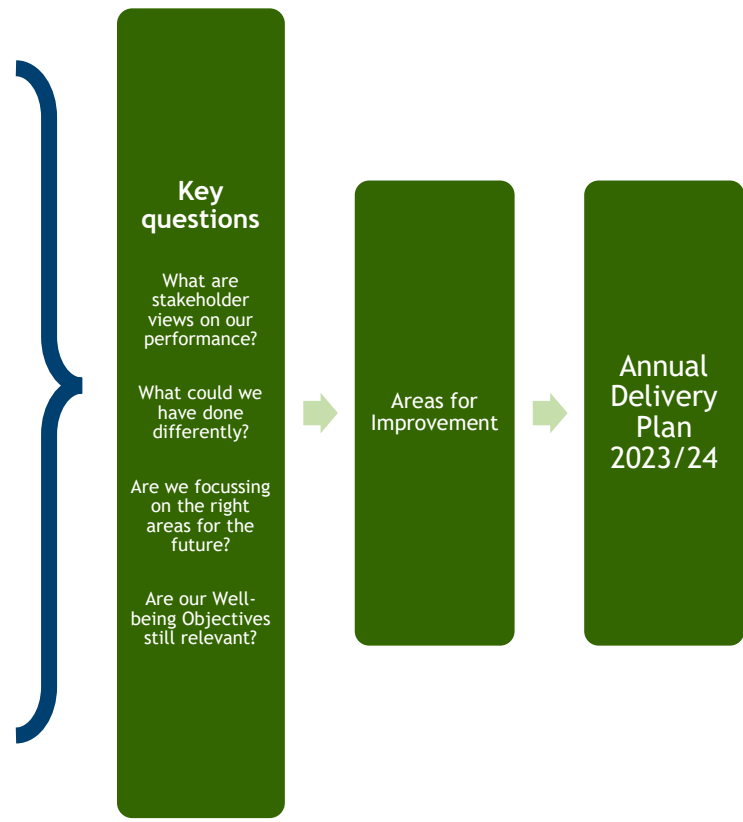 Key
questions
What are
stakeholder
views on our
performance?
What could we
have done
differently?
Are we focussing
on the right
areas for the
future?
Are our Well-
being Objectives
still relevant?
Areas for
Improvement
Annual
Delivery
Plan
2023/24